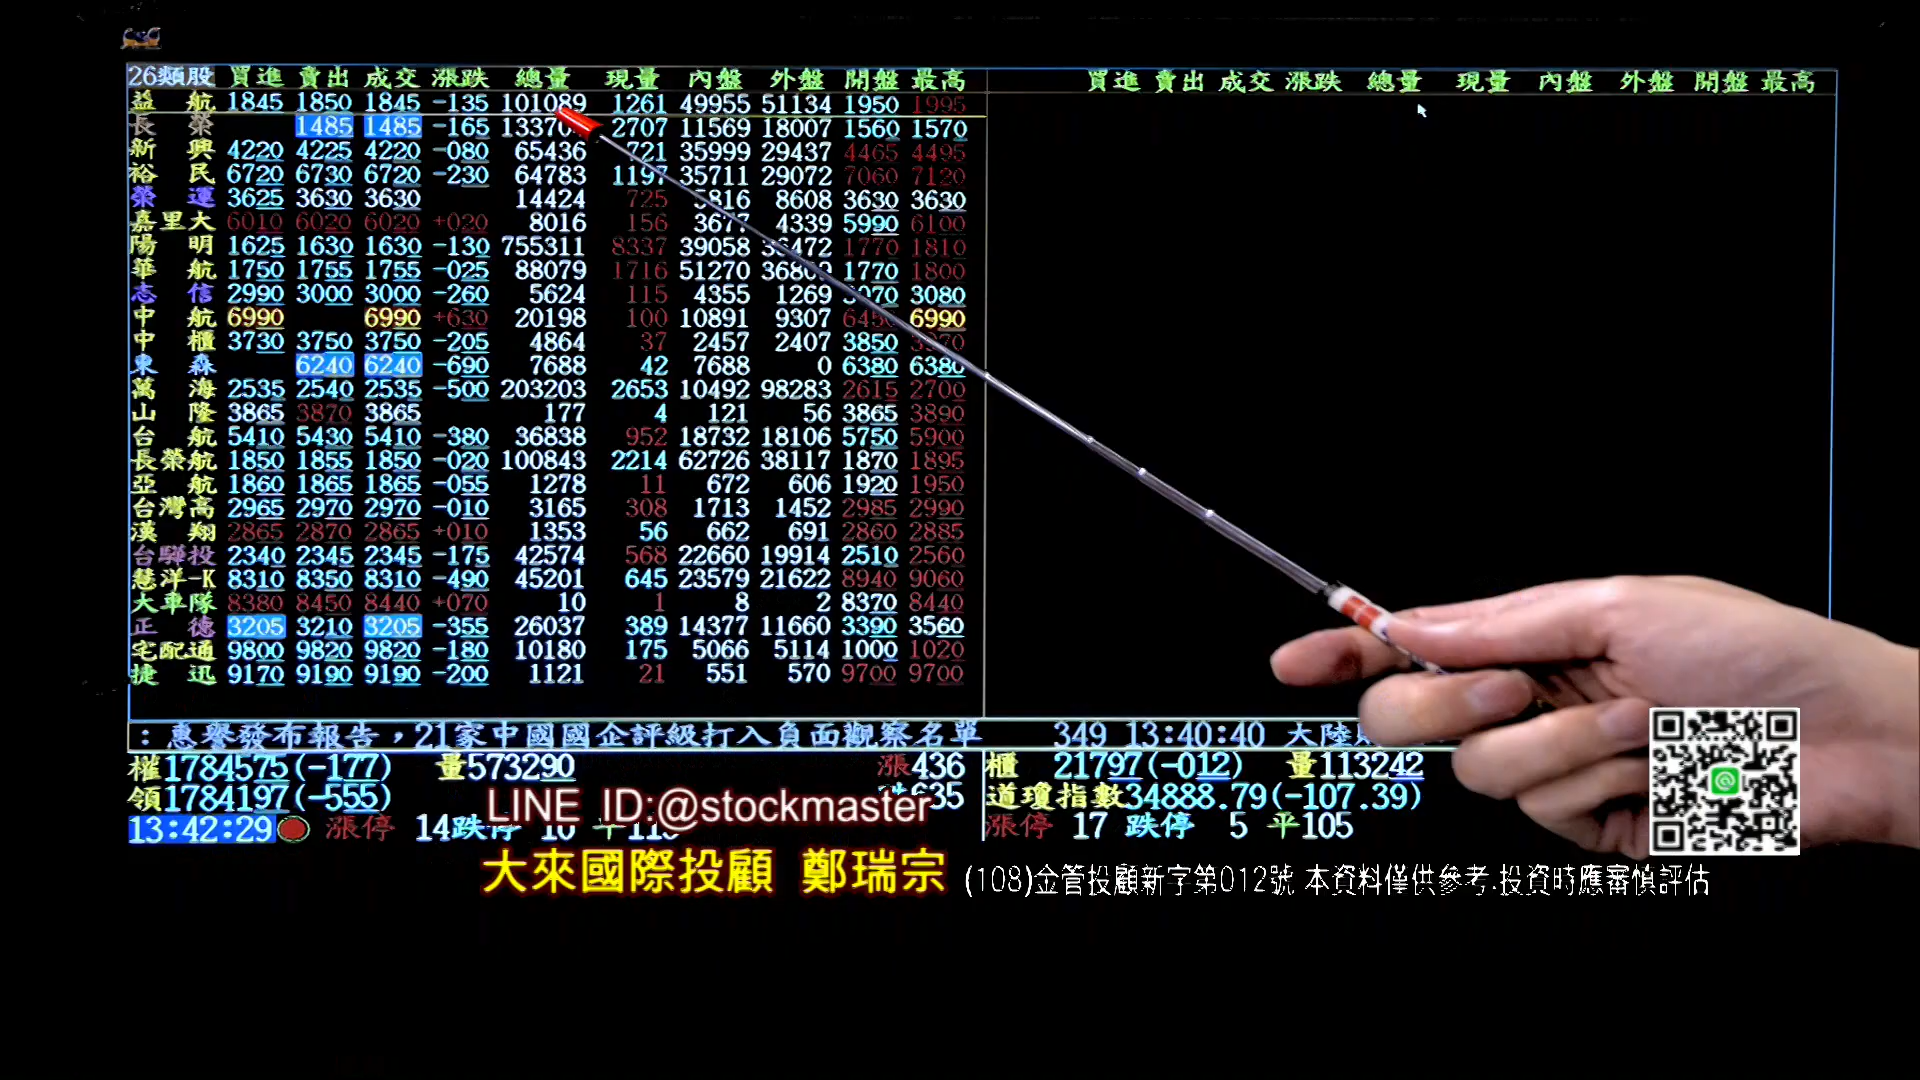 26類股 買進 賣出 成交 漲跌 總量 現量 內盤 外盤 開盤 最高 買進 賣出 成交 漲跌 總量 現量 內盤 外盤 開盤 最高
益航 1845 1850 1845 -135 101089 1261 49955 51134 1950 1995
長榮 1485 1485 -165 2707 11569 18007 1560 1570
新興 4220 4225 4220 -080 65436 721 35999 29437 4465 4495
裕民 6720 6730 6720 -230 64783 1197 35711 29072 7060 7120
榮運 3625 3630 3630 14424 725 5816 8608 3630 3630
嘉里大 6010 6020 6020 +020 8016 156 3677 4339 5990 6100
陽明 1625 1630 1630 -130 755311 8337 39058 36472 1770 1810
華航 1750 1755 1755 -025 88079 1716 51270 36809 1770 1800
志信 2990 3000 3000 -260 5624 115 4355 1269 3070 3080
中航 6990 6990 +630 20198 100 10891 9307 6450 6990
中櫃 3730 3750 3750 -205 4864 37 2457 2407 3850 3970
東森 6240 6240 -690 7688 42 7688 0 6380 6380
萬海 2535 2540 2535 -500 203203 2653 10492 98283 2615 2700
山隆 3865 3870 3865 177 4 121 56 3865 3890
台航 5410 5430 5410 -380 36838 952 18732 18106 5750 5900
長榮航 1850 1855 1850 -020 100843 2214 62726 38117 1870 1895
亞航 1860 1865 1865 -055 1278 11 672 606 1920 1950
台灣高 2965 2970 2970 -010 3165 308 1713 1452 2985 2990
漢翔 2865 2870 2865 +010 1353 56 662 691 2860 2885
台驊投 2340 2345 2345 -175 42574 568 22660 19914 2510 2560
慧洋-K 8310 8350 8310 -490 45201 645 23579 21622 8940 9060
大車隊 8380 8450 8440 +070 10 1 8 2 8370 8440
正德 3205 3210 3205 -355 26037 389 14377 11660 3390 3560
宅配通 9800 9820 9820 -180 10180 175 5066 5114 1000 1020
捷迅 9170 9190 9190 -200 1121 21 551 570 9700 9700
：惠譽發布報告，21家中國國企評級打入負面觀察名單 349 13:40:40 大陸
權1784575(-177) 量573290 漲436 櫃 21797(-012) 量113242
領1784197(-555) 635 道瓊指數34888.79(-107.39)
13:42:29 漲停 14跌停 10 平 漲停 17 跌停 5 平105
LINE ID:@stockmaster
大來國際投顧 鄭瑞宗 (108)金管投顧新字第012號 本資料僅供參考.投資時應審慎評估